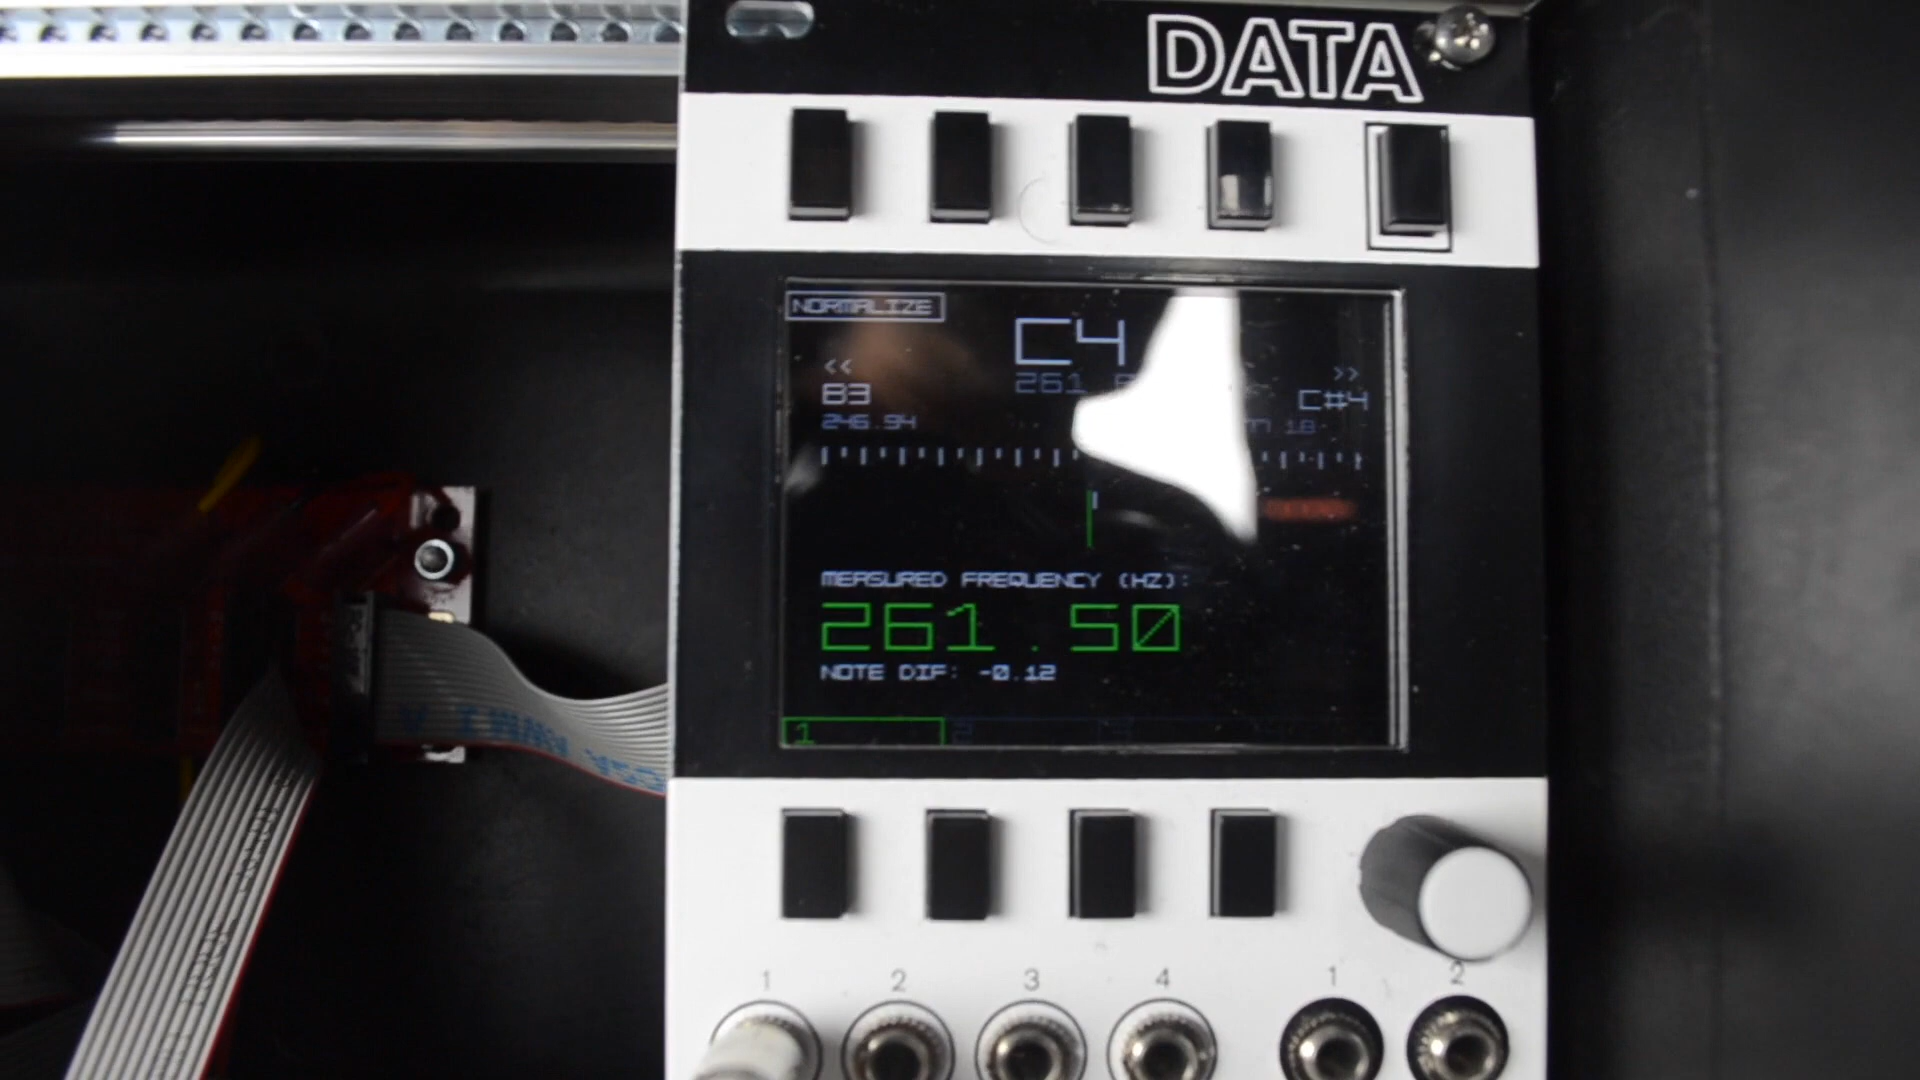 DATA
NORMALIZE
C4
<< >>
B3 C#4
261
246.94
MEASURED FREQUENCY (HZ):
261.50
NOTE DIF: -0.12
1 2
1 2 3 4 1 2